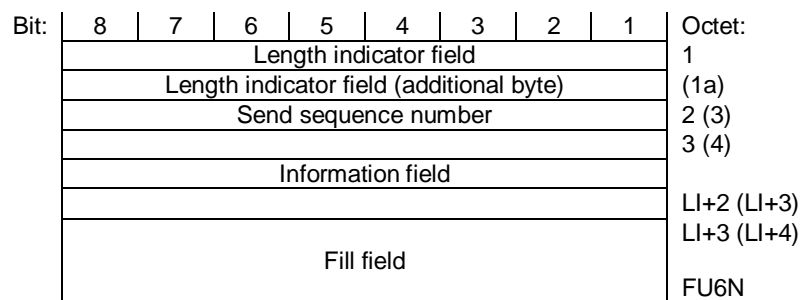 Bit: 8 7 6 5 4 3 2 1 Octet:
Length indicator field 1
Length indicator field (additional byte) (1a)
Send sequence number 2 (3)
3 (4)
Information field
LI+2 (LI+3)
LI+3 (LI+4)
Fill field
FU6N